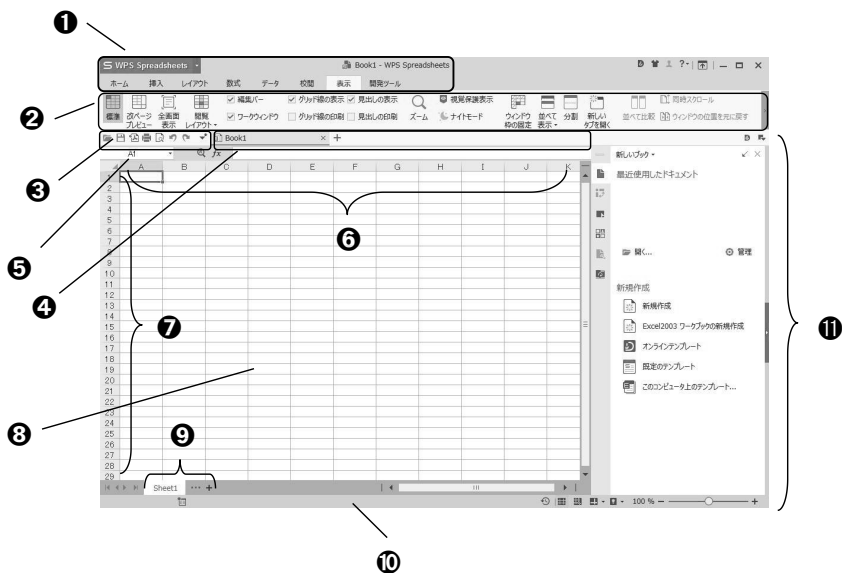 ❶
WPS Spreadsheets
Book1 - WPS Spreadsheets
ホーム 挿入 レイアウト 数式 データ 校閲 表示 開発ツール
❷
標準
改ページ
プレビュー
全画面
表示
閲覧
レイアウト
編集バー
グリッド線の表示
見出しの表示
ワークウィンドウ
グリッド線の印刷
見出しの印刷
ズーム
視覚保護表示
ナイトモード
ウィンドウ
枠の固定
並べて
表示
分割
新しい
タブを開く
並べて比較
同時スクロール
ウィンドウの位置を元に戻す
❸
Book1 × +
❺
A1
fx
❹
A B C D E F G H I J K
❻
1
2
3
4
5
6
7
8
9
10
11
12
13
14
15
16
17
18
19
20
21
22
23
24
25
26
27
28
29
❼
❽
❾
Sheet1 ... +
❿
100 % − +
新しいブック
最近使用したドキュメント
開く...
管理
新規作成
新規作成
Excel2003 ワークブックの新規作成
オンラインテンプレート
既定のテンプレート
このコンピュータ上のテンプレート...
⓫